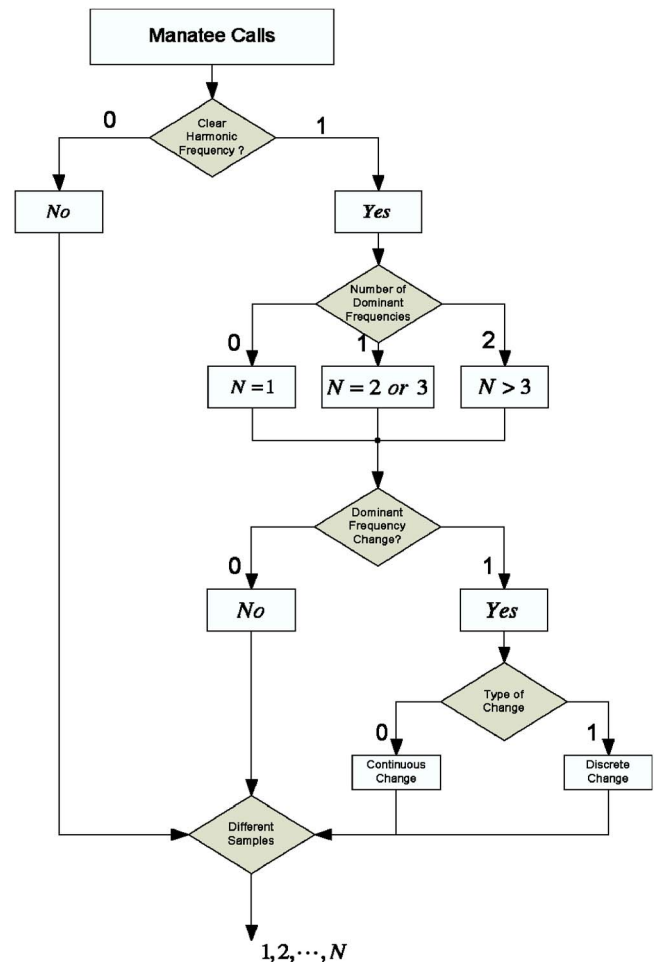 Manatee Calls
Clear
Harmonic
Frequency ?
0
1
No
Yes
Number of
Dominant
Frequencies
0
1
2
N = 1
N = 2 or 3
N > 3
Dominant
Frequency
Change?
0
1
No
Yes
Type of
Change
0
1
Continuous
Change
Discrete
Change
Different
Samples
1, 2, ⋯, N